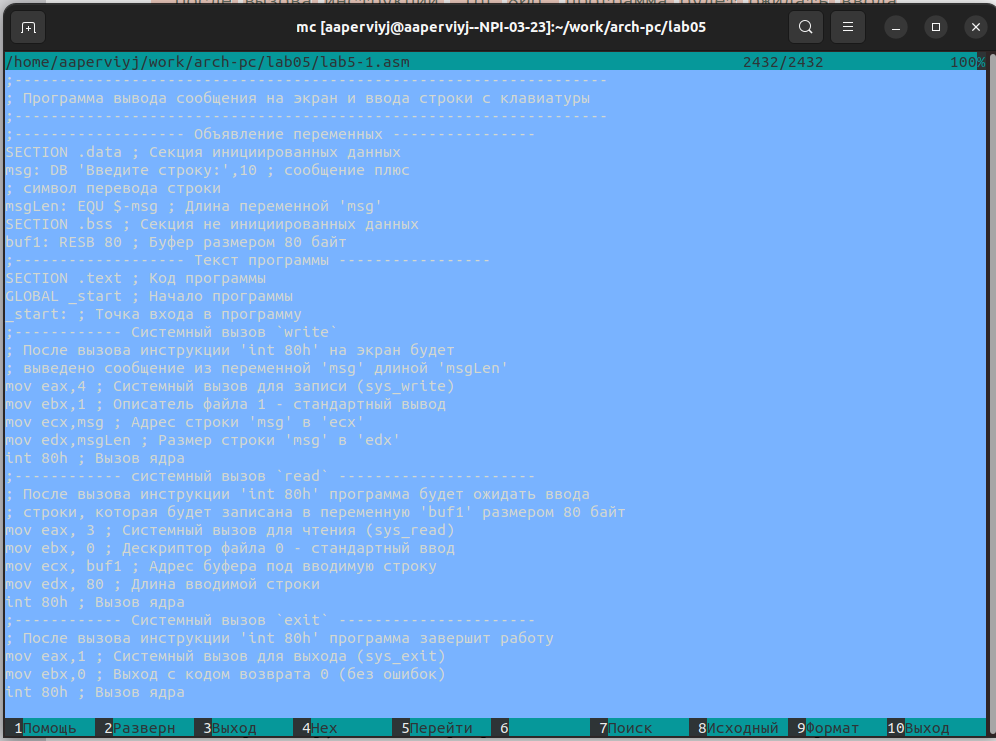 mc [aaperviyj@aaperviyj--NPI-03-23]:~/work/arch-pc/lab05
/home/aaperviyj/work/arch-pc/lab05/lab5-1.asm 2432/2432 100%
;------------------------------------------------------------------
; Программа вывода сообщения на экран и ввода строки с клавиатуры
;------------------------------------------------------------------
;------------------- Объявление переменных ----------------
SECTION .data ; Секция инициированных данных
msg: DB 'Введите строку:',10 ; сообщение плюс
; символ перевода строки
msgLen: EQU $-msg ; Длина переменной 'msg'
SECTION .bss ; Секция не инициированных данных
buf1: RESB 80 ; Буфер размером 80 байт
;------------------- Текст программы -----------------
SECTION .text ; Код программы
GLOBAL _start ; Начало программы
_start: ; Точка входа в программу
;------------ Системный вызов `write`
; После вызова инструкции 'int 80h' на экран будет
; выведено сообщение из переменной 'msg' длиной 'msgLen'
mov eax,4 ; Системный вызов для записи (sys_write)
mov ebx,1 ; Описатель файла 1 - стандартный вывод
mov ecx,msg ; Адрес строки 'msg' в 'ecx'
mov edx,msgLen ; Размер строки 'msg' в 'edx'
int 80h ; Вызов ядра
;------------ системный вызов `read` ----------------------
; После вызова инструкции 'int 80h' программа будет ожидать ввода
; строки, которая будет записана в переменную 'buf1' размером 80 байт
mov eax, 3 ; Системный вызов для чтения (sys_read)
mov ebx, 0 ; Дескриптор файла 0 - стандартный ввод
mov ecx, buf1 ; Адрес буфера под вводимую строку
mov edx, 80 ; Длина вводимой строки
int 80h ; Вызов ядра
;------------ Системный вызов `exit` ----------------------
; После вызова инструкции 'int 80h' программа завершит работу
mov eax,1 ; Системный вызов для выхода (sys_exit)
mov ebx,0 ; Выход с кодом возврата 0 (без ошибок)
int 80h ; Вызов ядра
1Помощь 2Разверн 3Выход 4Hex 5Перейти 6 7Поиск 8Исходный 9Формат 10Выход